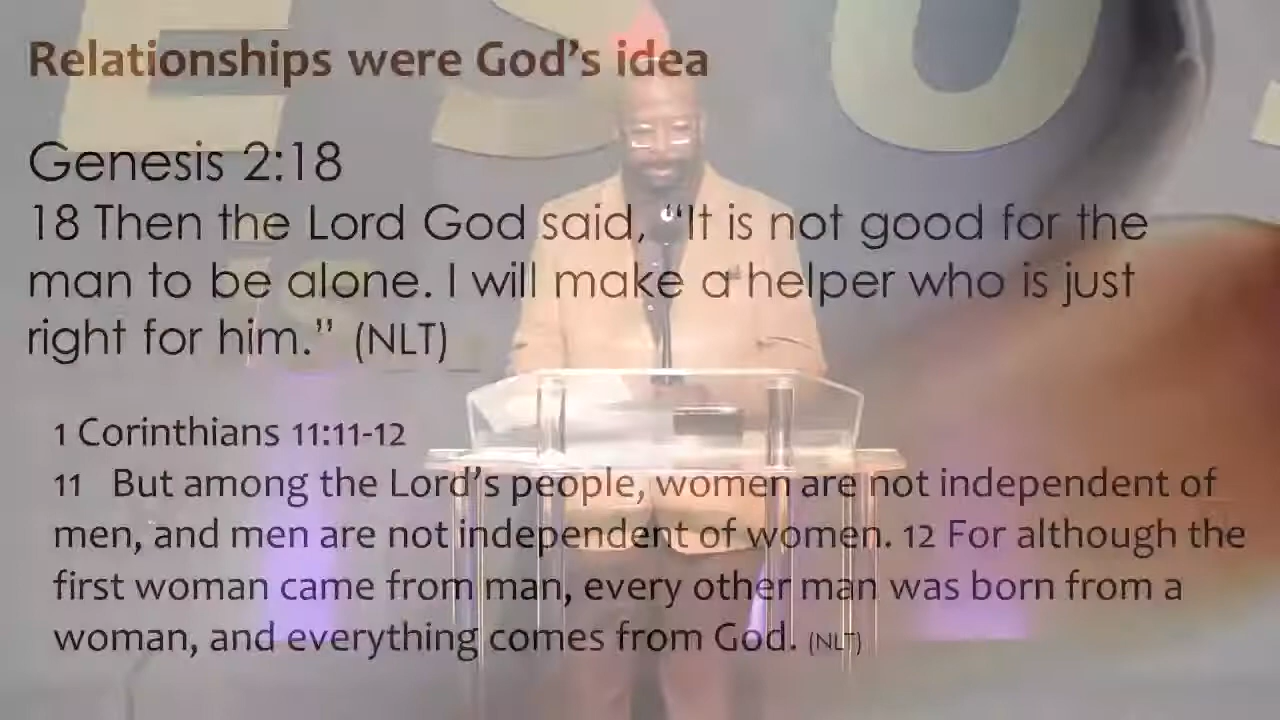 ESUS
Relationships were God's idea
Genesis 2:18
18 Then the Lord God said, “It is not good for the
man to be alone. I will make a helper who is just
right for him.” (NLT)
1 Corinthians 11:11-12
11 But among the Lord's people, women are not independent of
men, and men are not independent of women. 12 For although the
first woman came from man, every other man was born from a
woman, and everything comes from God. (NLT)